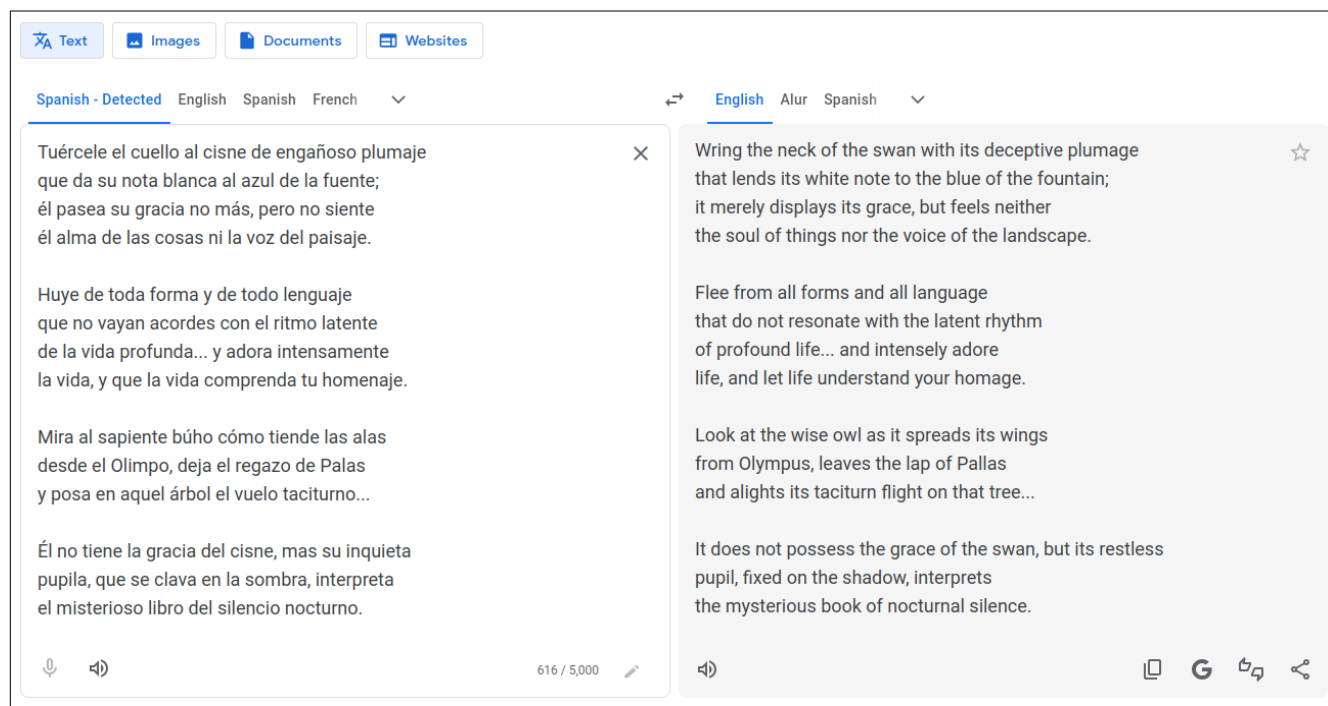 Text
Images
Documents
Websites
Spanish - Detected
English
Spanish
French
English
Alur
Spanish
Tuércele el cuello al cisne de engañoso plumaje
que da su nota blanca al azul de la fuente;
él pasea su gracia no más, pero no siente
él alma de las cosas ni la voz del paisaje.
Huye de toda forma y de todo lenguaje
que no vayan acordes con el ritmo latente
de la vida profunda... y adora intensamente
la vida, y que la vida comprenda tu homenaje.
Mira al sapiente búho cómo tiende las alas
desde el Olimpo, deja el regazo de Palas
y posa en aquel árbol el vuelo taciturno...
Él no tiene la gracia del cisne, mas su inquieta
pupila, que se clava en la sombra, interpreta
el misterioso libro del silencio nocturno.
616 / 5,000
Wring the neck of the swan with its deceptive plumage
that lends its white note to the blue of the fountain;
it merely displays its grace, but feels neither
the soul of things nor the voice of the landscape.
Flee from all forms and all language
that do not resonate with the latent rhythm
of profound life... and intensely adore
life, and let life understand your homage.
Look at the wise owl as it spreads its wings
from Olympus, leaves the lap of Pallas
and alights its taciturn flight on that tree...
It does not possess the grace of the swan, but its restless
pupil, fixed on the shadow, interprets
the mysterious book of nocturnal silence.